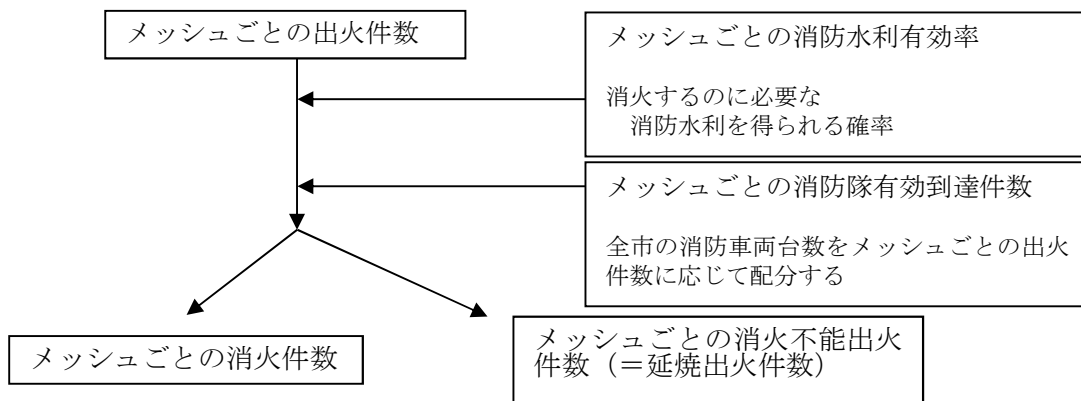 メッシュごとの出火件数
メッシュごとの消防水利有効率
消火するのに必要な
消防水利を得られる確率
メッシュごとの消防隊有効到達件数
全市の消防車両台数をメッシュごとの出火
件数に応じて配分する
メッシュごとの消火件数
メッシュごとの消火不能出火
件数（＝延焼出火件数）